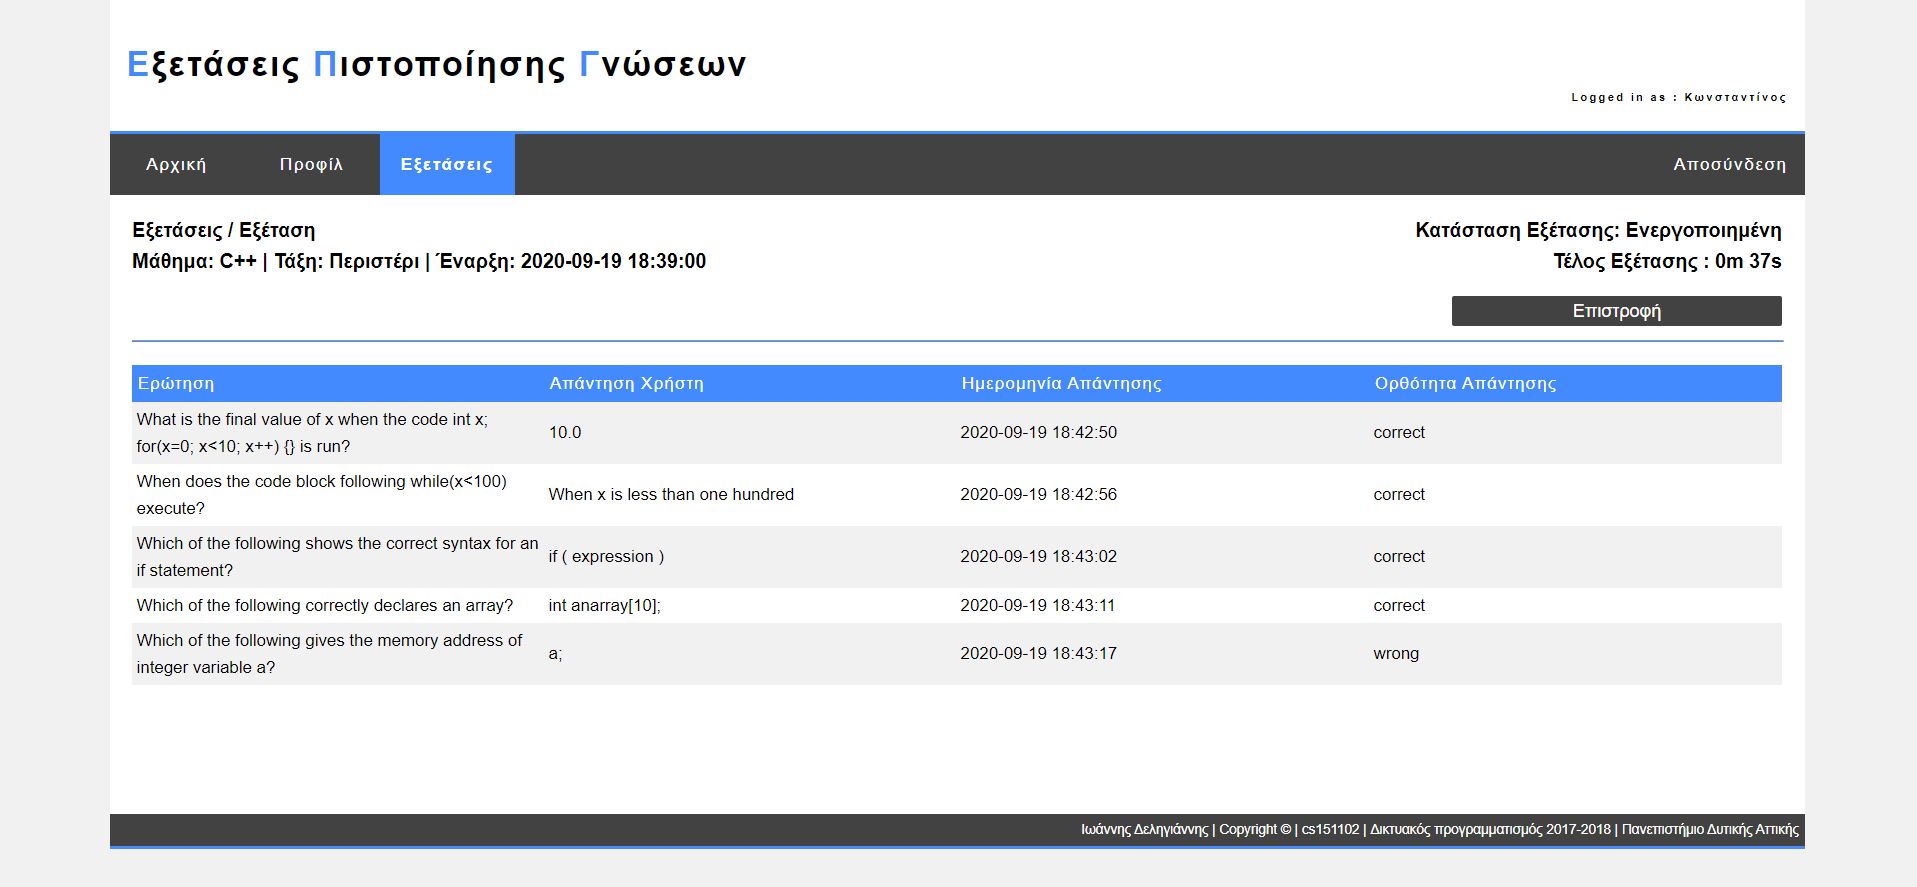 Εξετάσεις Πιστοποίησης Γνώσεων
Logged in as : Κωνσταντίνος
Αρχική Προφίλ Εξετάσεις Αποσύνδεση
Εξετάσεις / Εξέταση Κατάσταση Εξέτασης: Ενεργοποιημένη
Μάθημα: C++ | Τάξη: Περιστέρι | Έναρξη: 2020-09-19 18:39:00 Τέλος Εξέτασης : 0m 37s
Επιστροφή
Ερώτηση Απάντηση Χρήστη Ημερομηνία Απάντησης Ορθότητα Απάντησης
What is the final value of x when the code int x;
for(x=0; x<10; x++) {} is run?
10.0 2020-09-19 18:42:50 correct
When does the code block following while(x<100)
execute?
When x is less than one hundred 2020-09-19 18:42:56 correct
Which of the following shows the correct syntax for an
if statement?
if ( expression ) 2020-09-19 18:43:02 correct
Which of the following correctly declares an array? int anarray[10]; 2020-09-19 18:43:11 correct
Which of the following gives the memory address of
integer variable a?
a; 2020-09-19 18:43:17 wrong
Ιωάννης Δεληγιάννης | Copyright © | cs151102 | Δικτυακός προγραμματισμός 2017-2018 | Πανεπιστήμιο Δυτικής Αττικής